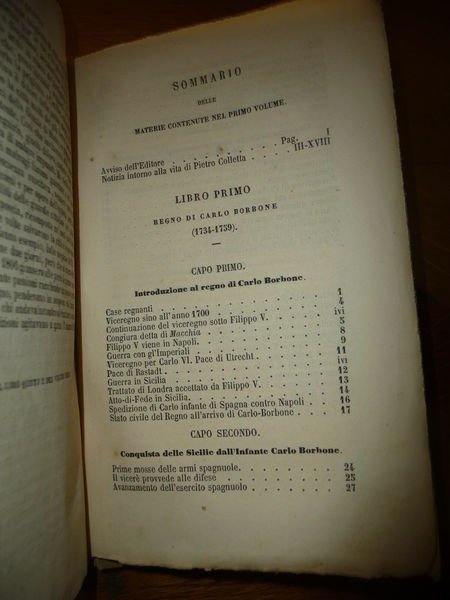 SOMMARIO
DELLE
MATERIE CONTENUTE NEL PRIMO VOLUME.
Pag. I
Avviso dell'Editore . . . . . . . . .
Notizia intorno alla vita di Pietro Colletta . . . . III-XVIII
LIBRO PRIMO
REGNO DI CARLO BORBONE
(1734-1759).
CAPO PRIMO.
Introduzione al regno di Carlo Borbone.
Case regnanti . . . . . . . . . . 1
Viceregno sino all'anno 1700 . . . . . . . 4
Continuazione del viceregno sotto Filippo V. . . . . ivi
Congiura detta di Macchia . . . . . . . 5
Filippo V viene in Napoli. . . . . . . . 8
Guerra con gl'Imperiali . . . . . . . . 9
Viceregno per Carlo VI. Pace di Utrecht. . . . . 11
Pace di Rastadt . . . . . . . . . ivi
Guerra in Sicilia . . . . . . . . . 12
Trattato di Londra accettato da Filippo V. . . . . 13
Atto-di-Fede in Sicilia. . . . . . . . . 14
Spedizione di Carlo infante di Spagna contro Napoli . . . 16
Stato civile del Regno all'arrivo di Carlo-Borbone . . . 17
CAPO SECONDO.
Conquista delle Sicilie dall'Infante Carlo Borbone.
Prime mosse delle armi spagnuole. . . . . . . 24
Il vicerè provvede alle difese . . . . . . . 25
Avanzamento dell'esercito spagnuolo . . . . . . 27